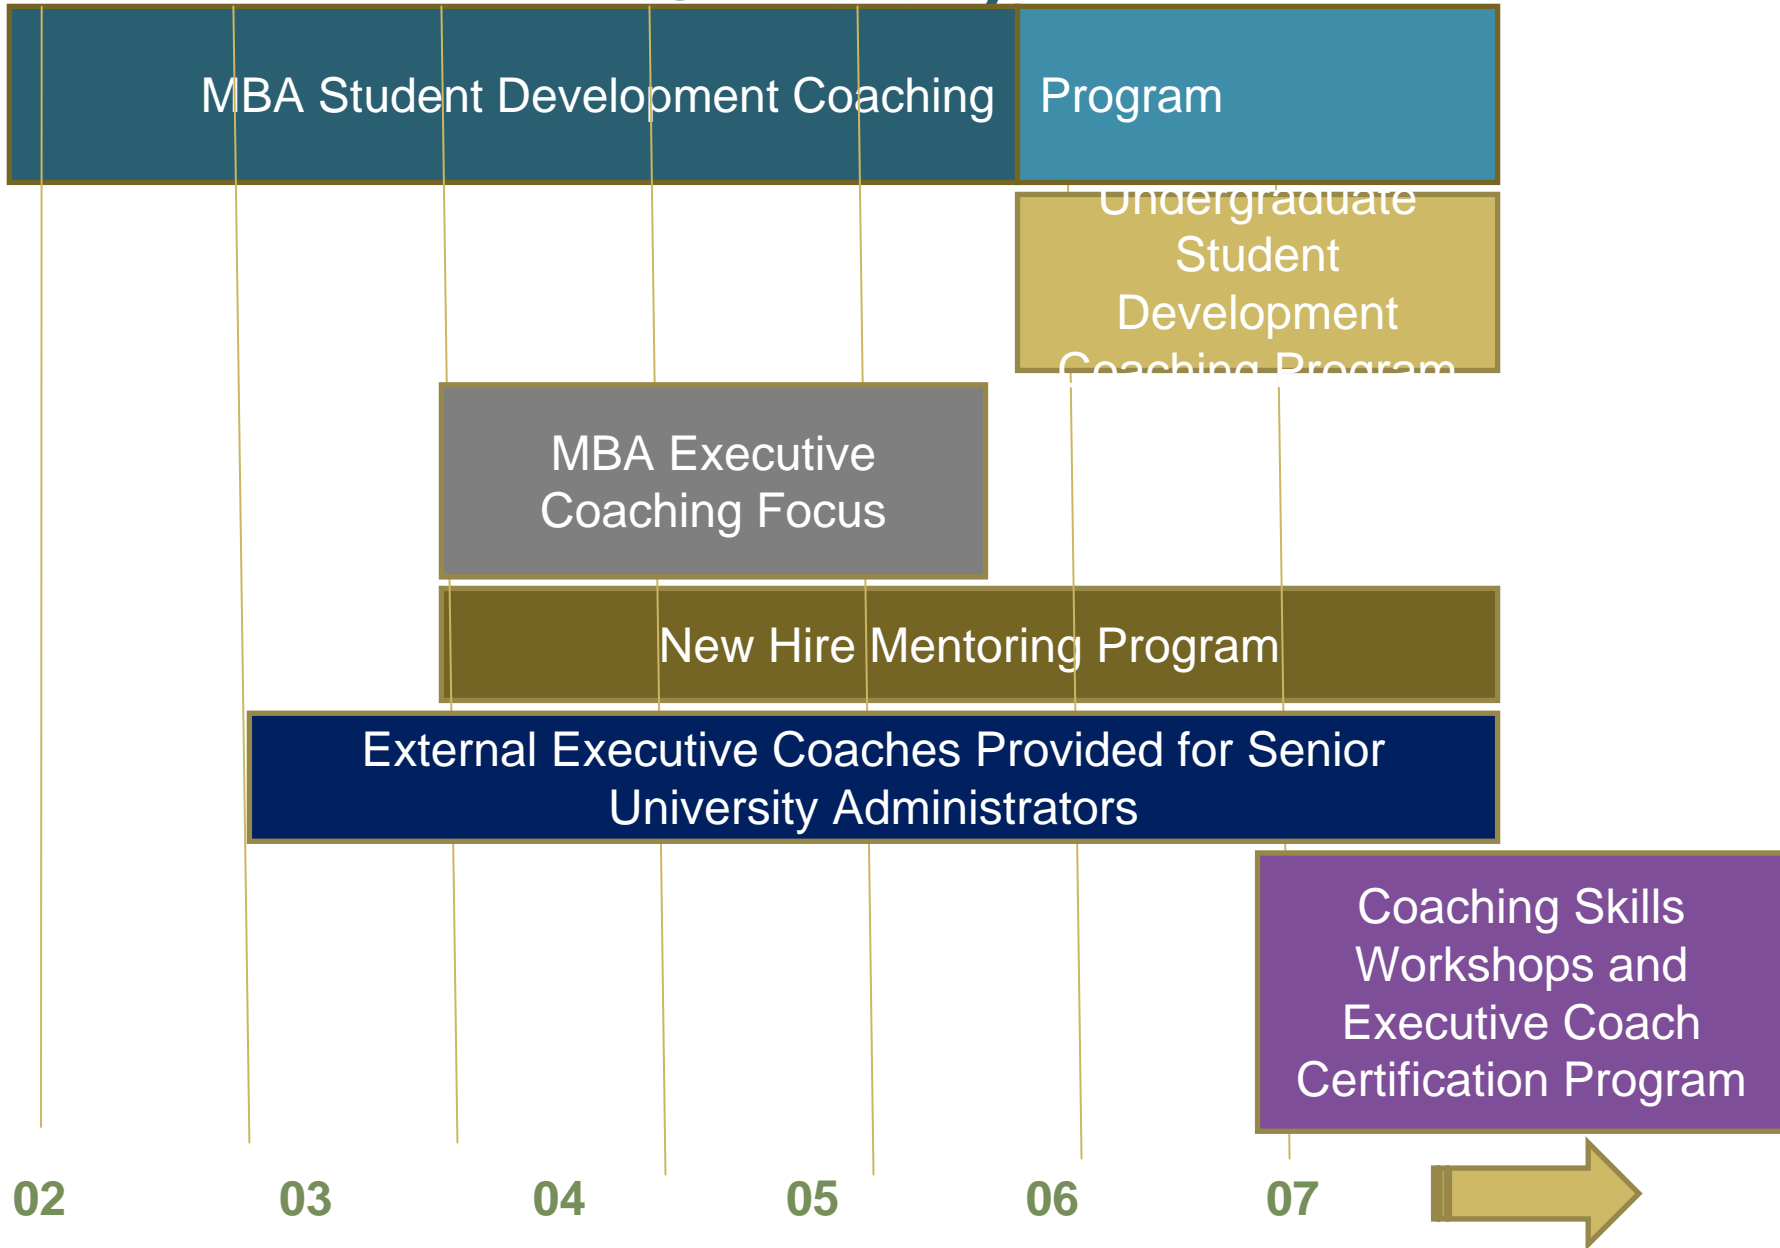 MBA Student Development Coaching Program
Undergraduate
Student
Development
Coaching Program
MBA Executive
Coaching Focus
New Hire Mentoring Program
External Executive Coaches Provided for Senior
University Administrators
Coaching Skills
Workshops and
Executive Coach
Certification Program
02 03 04 05 06 07